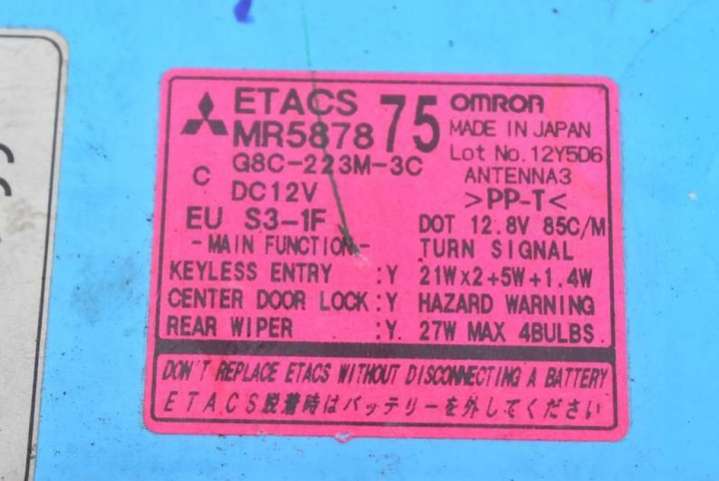 ETACS 75 OMRON
MR5878
MADE IN JAPAN
G8C-223M-3C
Lot No. 12Y5D6
C DC12V
ANTENNA3
>PP-T<
EU S3-1F
DOT 12.8V 85C/M
-MAIN FUNCTION-
TURN SIGNAL
KEYLESS ENTRY :Y
21W×2+5W+1.4W
CENTER DOOR LOCK:Y
HAZARD WARNING
REAR WIPER :Y
27W MAX 4BULBS
DON'T REPLACE ETACS WITHOUT DISCONNECTING A BATTERY
ETACS脱着時はバッテリーを外してください